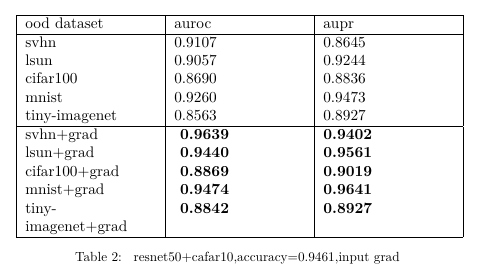 ood dataset auroc aupr
svhn 0.9107 0.8645
lsun 0.9057 0.9244
cifar100 0.8690 0.8836
mnist 0.9260 0.9473
tiny-imagenet 0.8563 0.8927
svhn+grad 0.9639 0.9402
lsun+grad 0.9440 0.9561
cifar100+grad 0.8869 0.9019
mnist+grad 0.9474 0.9641
tiny- 0.8842 0.8927
imagenet+grad
Table 2: resnet50+cafar10,accuracy=0.9461,input grad